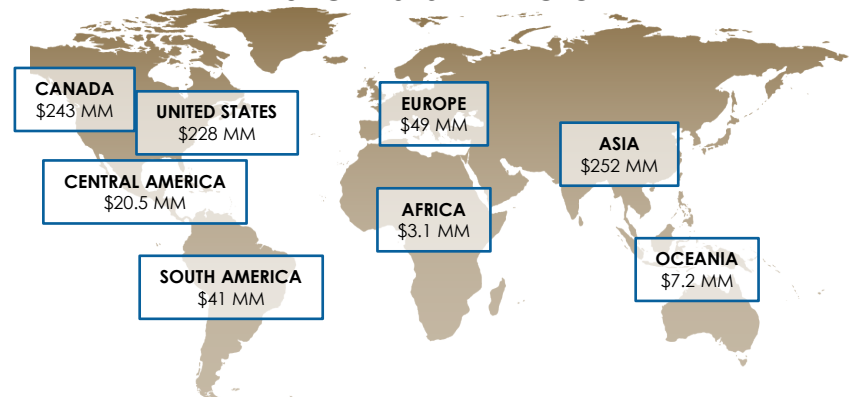 CANADA
$243 MM
UNITED STATES
$228 MM
CENTRAL AMERICA
$20.5 MM
SOUTH AMERICA
$41 MM
EUROPE
$49 MM
AFRICA
$3.1 MM
ASIA
$252 MM
OCEANIA
$7.2 MM